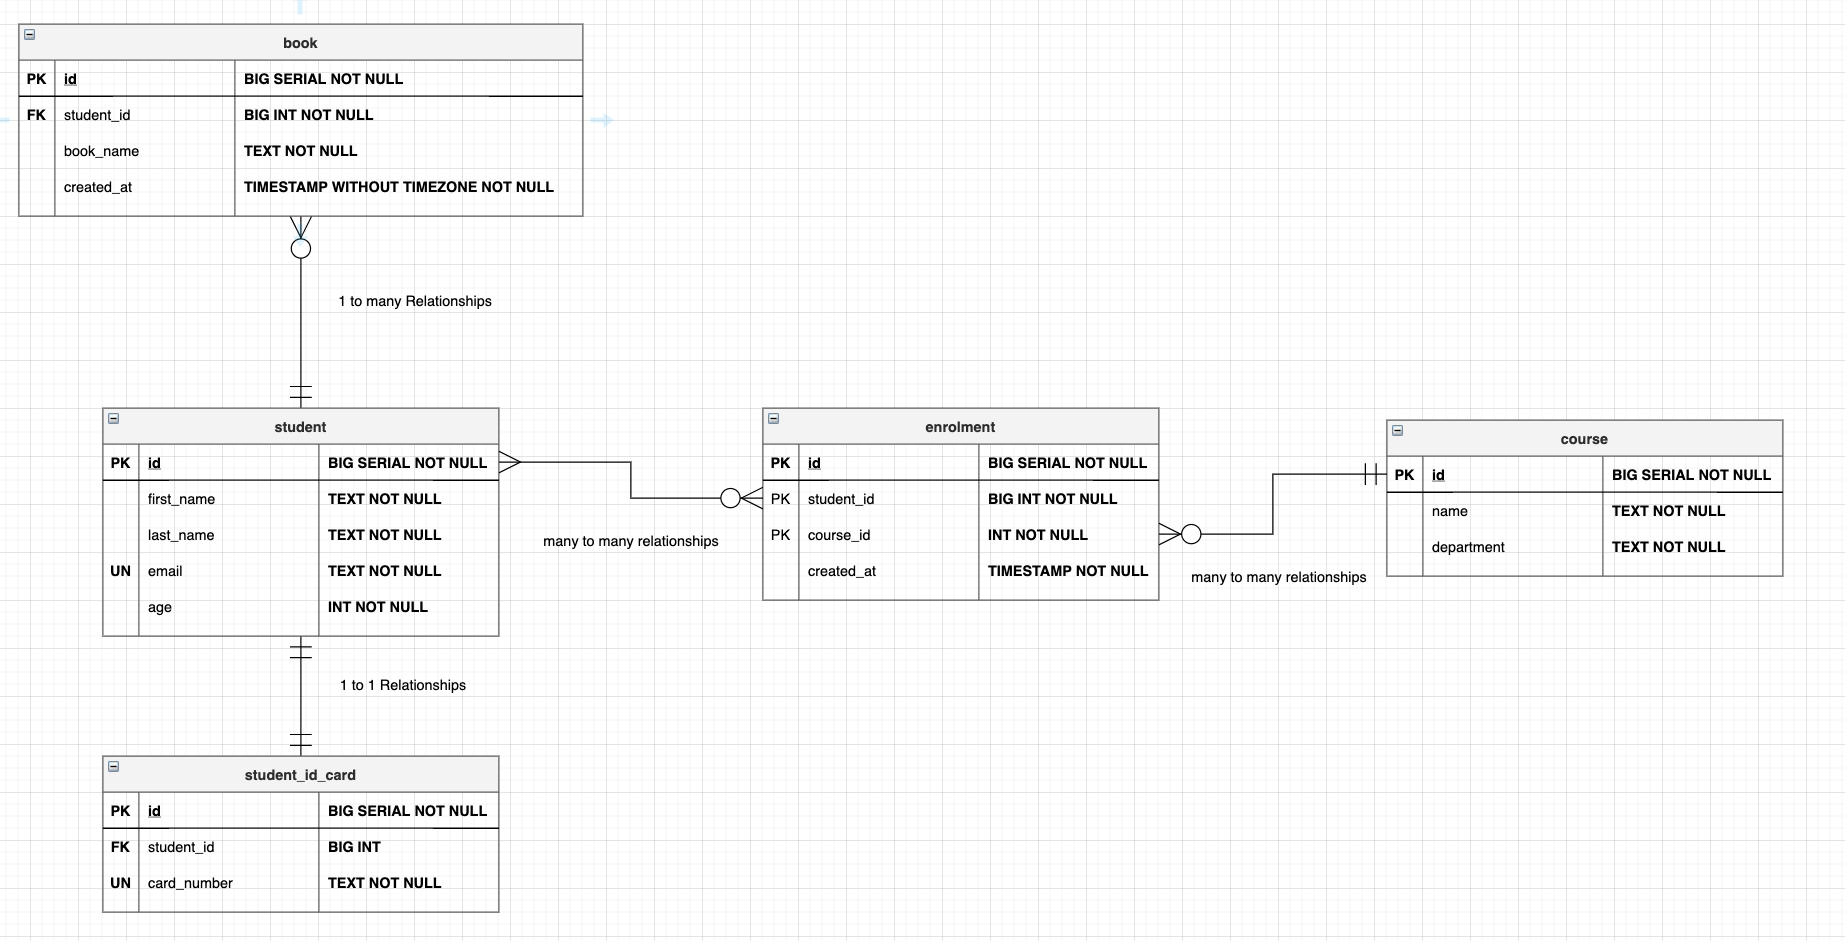 book
PK id BIG SERIAL NOT NULL
FK student_id BIG INT NOT NULL
book_name TEXT NOT NULL
created_at TIMESTAMP WITHOUT TIMEZONE NOT NULL
1 to many Relationships
student
PK id BIG SERIAL NOT NULL
first_name TEXT NOT NULL
last_name TEXT NOT NULL
UN email TEXT NOT NULL
age INT NOT NULL
many to many relationships
enrolment
PK id BIG SERIAL NOT NULL
PK student_id BIG INT NOT NULL
PK course_id INT NOT NULL
created_at TIMESTAMP NOT NULL
many to many relationships
course
PK id BIG SERIAL NOT NULL
name TEXT NOT NULL
department TEXT NOT NULL
1 to 1 Relationships
student_id_card
PK id BIG SERIAL NOT NULL
FK student_id BIG INT
UN card_number TEXT NOT NULL